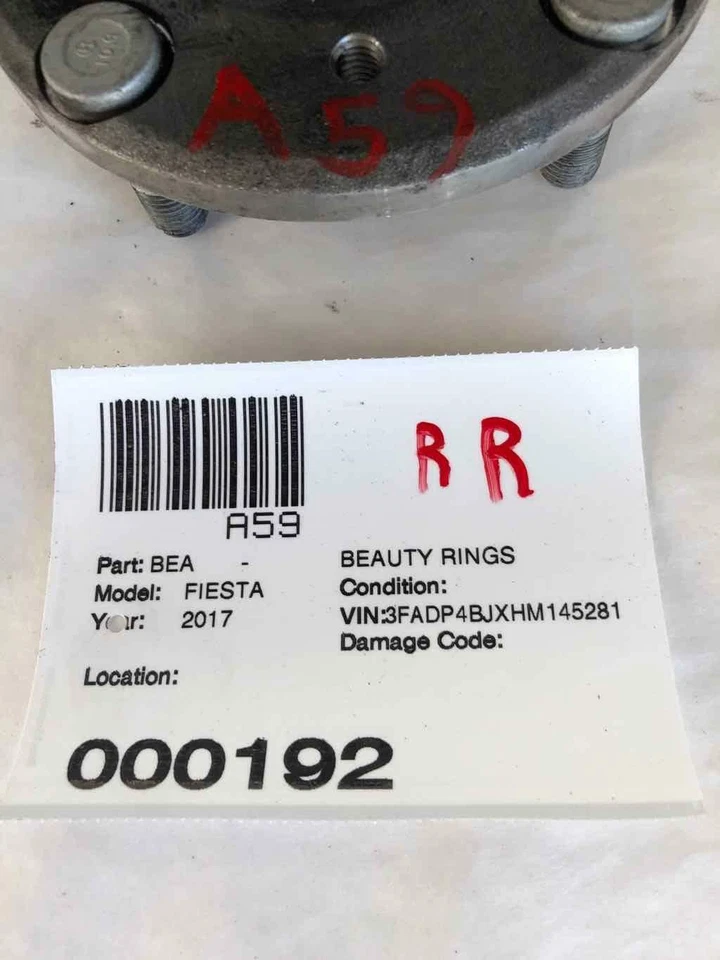 A59
RR
A59
Part: BEA -
BEAUTY RINGS
Model: FIESTA
Condition:
Year: 2017
VIN:3FADP4BJXHM145281
Damage Code:
Location:
000192